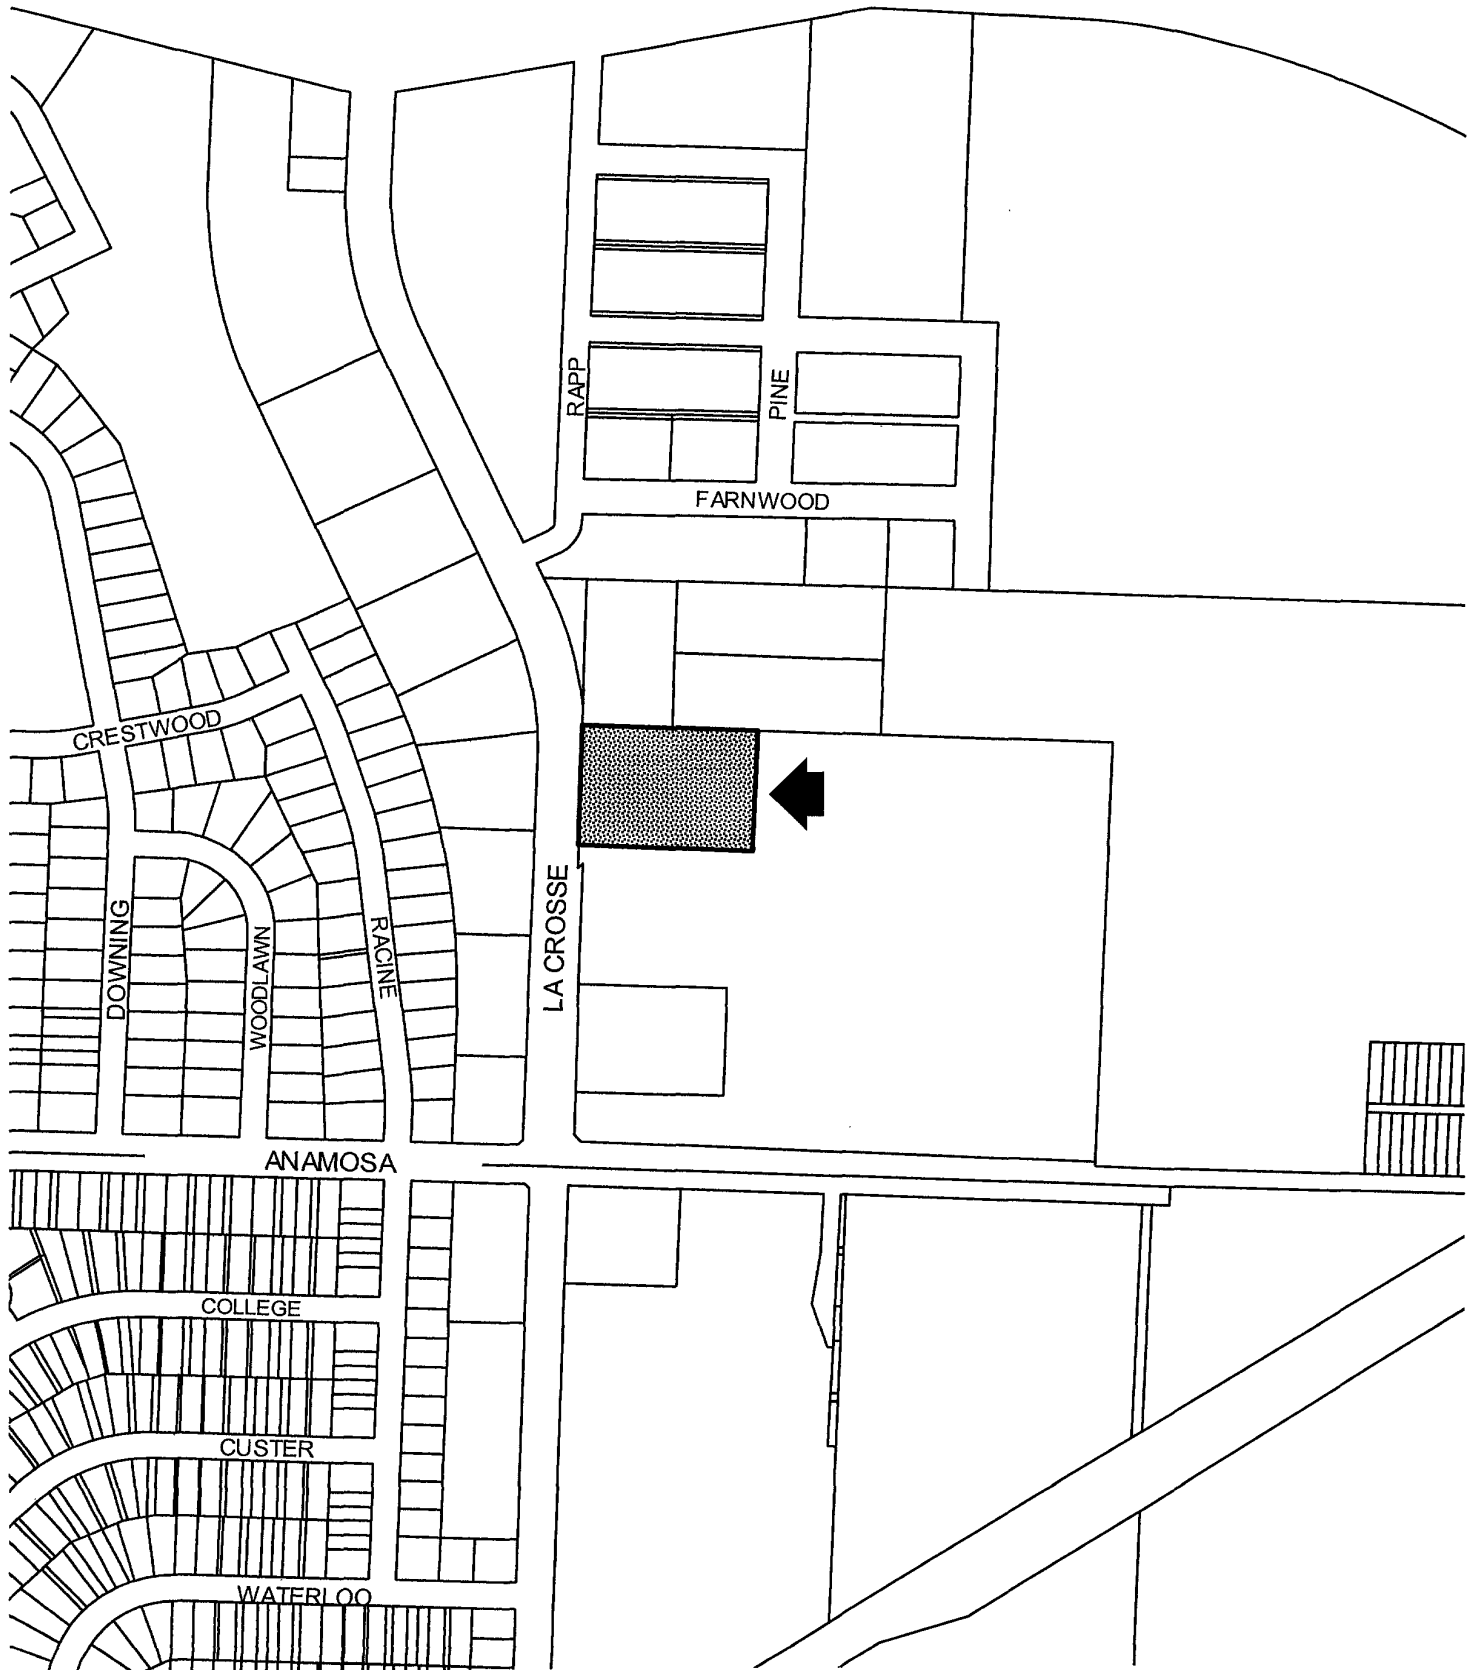 RAPP
PINE
FARNWOOD
CRESTWOOD
LA CROSSE
DOWNING
WOODLAWN
RACINE
ANAMOSA
COLLEGE
CUSTER
WATERLOO